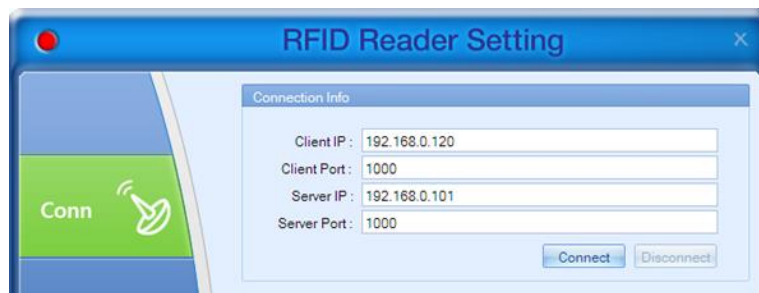 RFID Reader Setting
Connection Info
Client IP : 192.168.0.120
Client Port : 1000
Server IP : 192.168.0.101
Server Port : 1000
Conn
Connect Disconnect